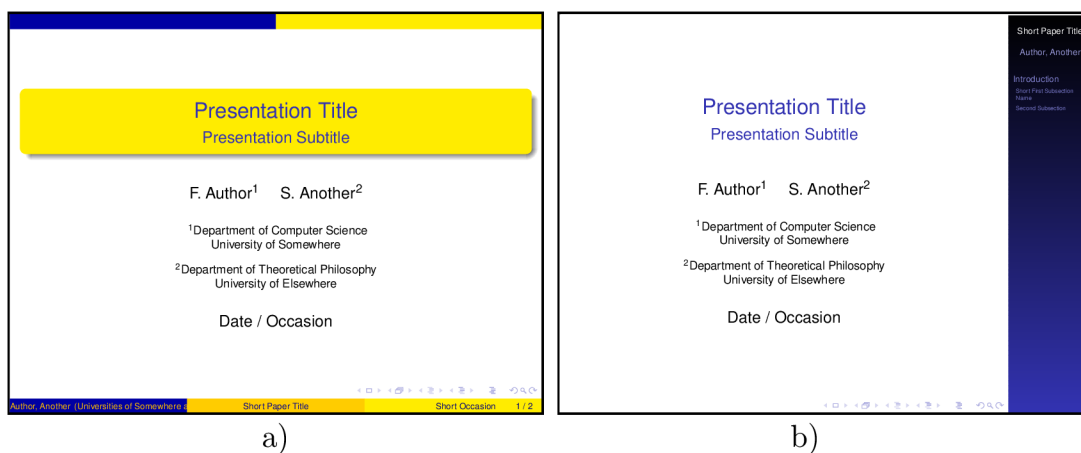 Presentation Title
Presentation Subtitle
F. Author¹ S. Another²
¹Department of Computer Science
University of Somewhere
²Department of Theoretical Philosophy
University of Elsewhere
Date / Occasion
Author, Another (Universities of Somewhere a
Short Paper Title
Short Occasion 1 / 2
a)
Presentation Title
Presentation Subtitle
F. Author¹ S. Another²
¹Department of Computer Science
University of Somewhere
²Department of Theoretical Philosophy
University of Elsewhere
Date / Occasion
Short Paper Title
Author, Another
Introduction
Short First Subsection
Name
Second Subsection
b)